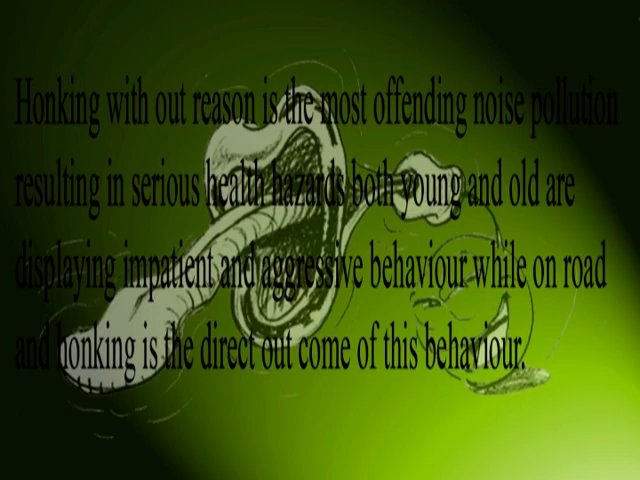 Honking with out reason is the most offending noise pollution
resulting in serious health hazards both young and old are
displaying impatient and aggressive behaviour while on road
and honking is the direct out come of this behaviour.